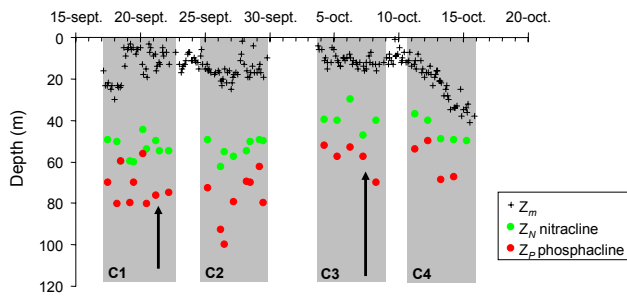 15-sept. 20-sept. 25-sept. 30-sept. 5-oct. 10-oct. 15-oct. 20-oct.
0
20
40
60
80
100
120
Depth (m)
C1 C2 C3 C4
Zm
ZN nitracline
ZP phosphacline